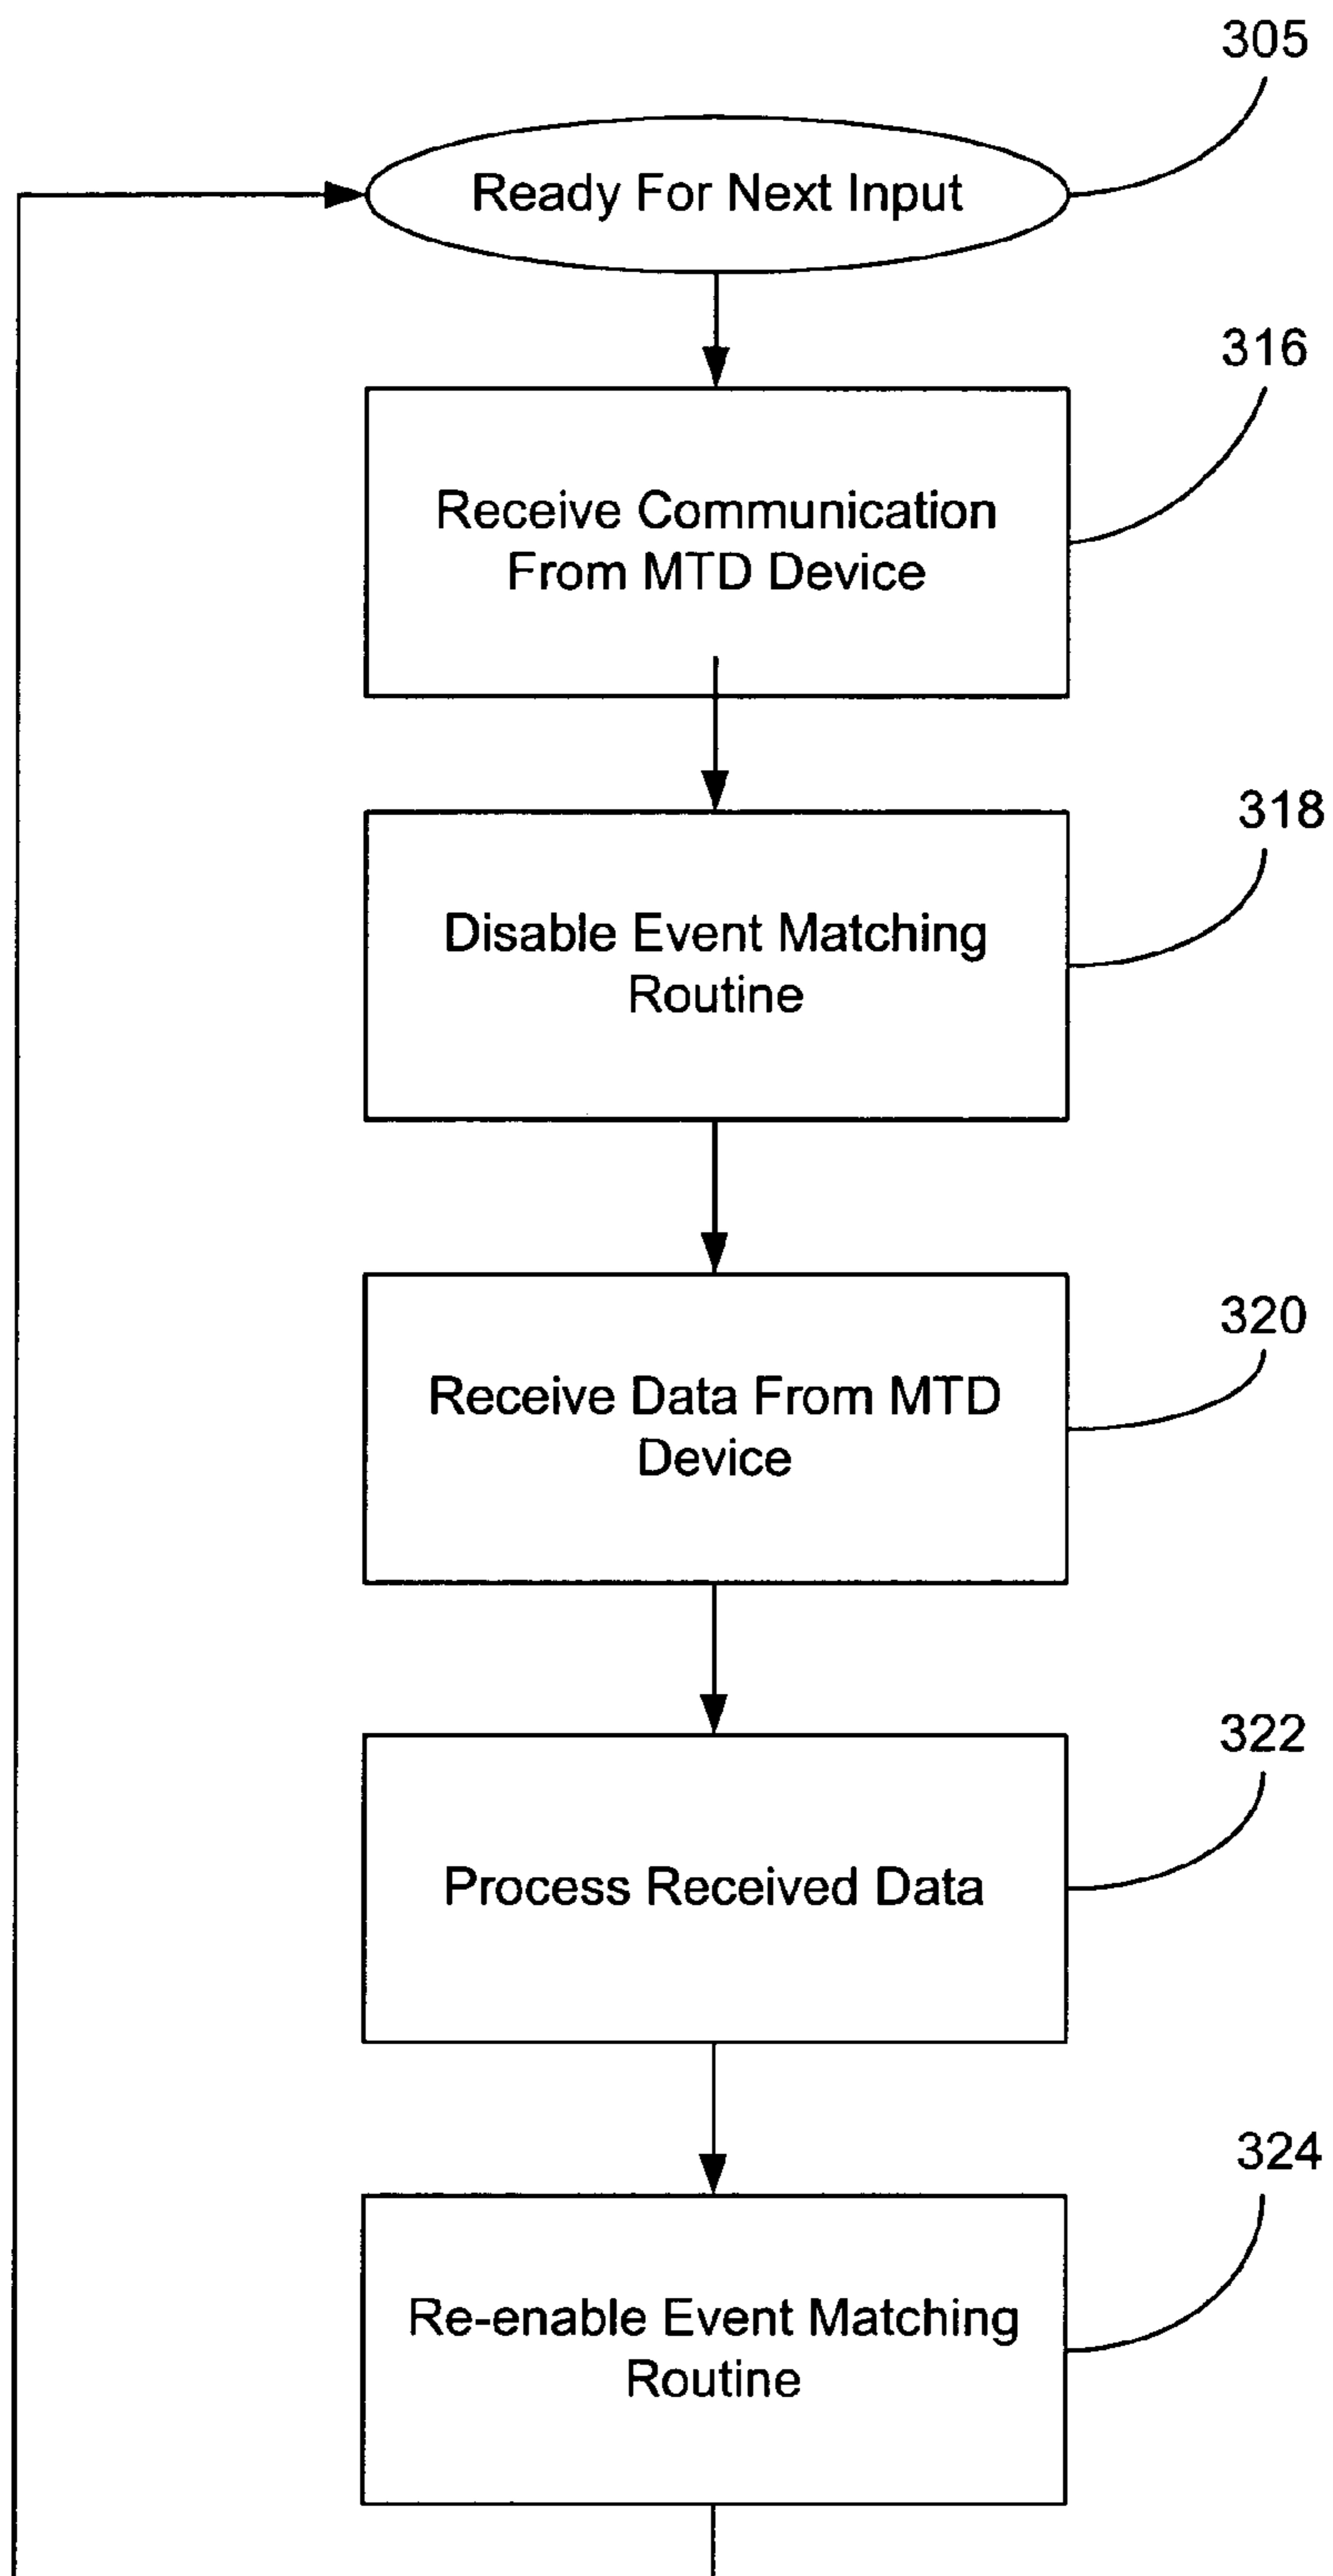 305
Ready For Next Input
316
Receive Communication
From MTD Device
318
Disable Event Matching
Routine
320
Receive Data From MTD
Device
322
Process Received Data
324
Re-enable Event Matching
Routine